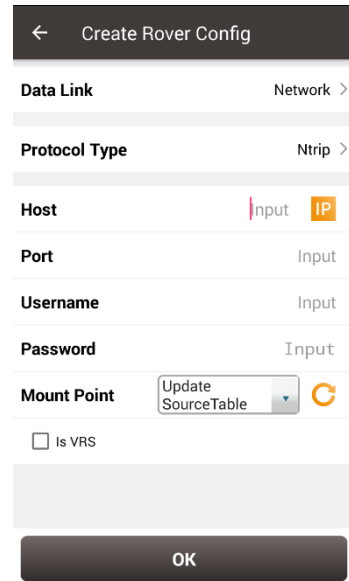 ← Create Rover Config
Data Link Network >
Protocol Type Ntrip >
Host Input IP
Port Input
Username Input
Password Input
Mount Point Update
SourceTable
Is VRS
OK